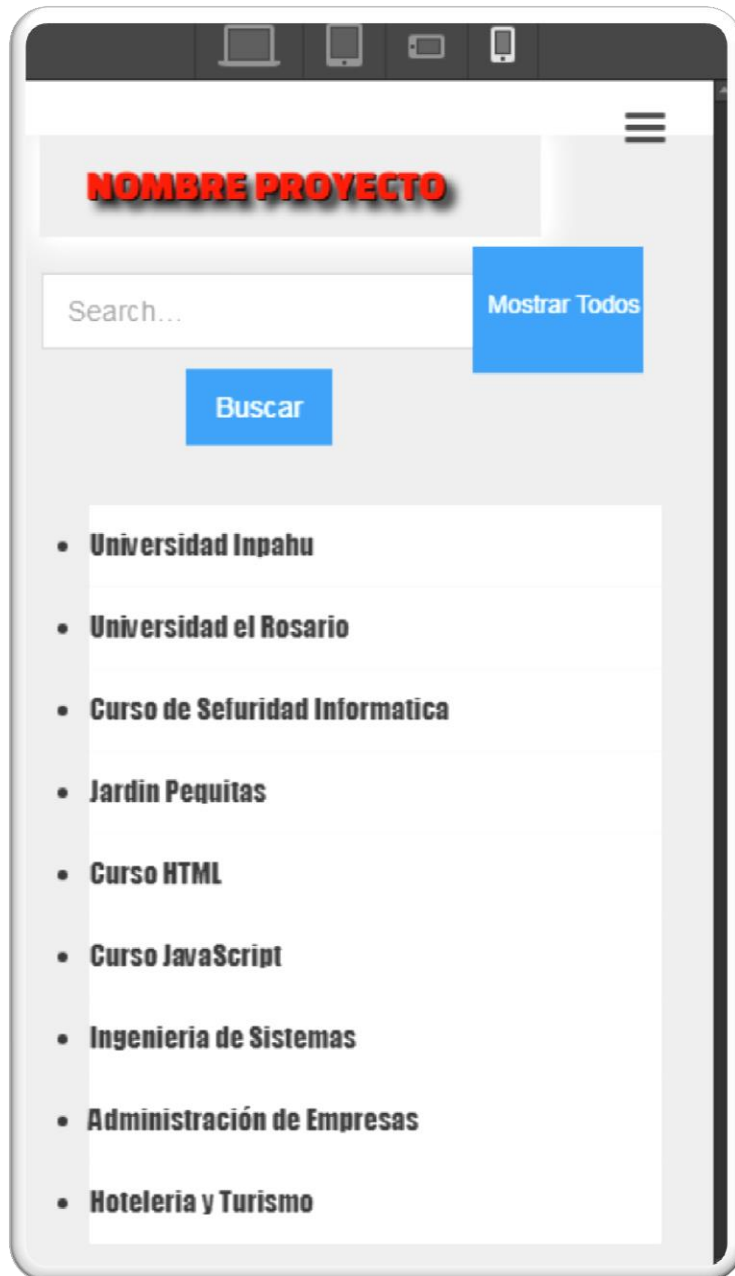 NOMBRE PROYECTO
Search...
Mostrar Todos
Buscar
Universidad Inpahu
Universidad el Rosario
Curso de Sefuridad Informatica
Jardin Pequitas
Curso HTML
Curso JavaScript
Ingenieria de Sistemas
Administración de Empresas
Hoteleria y Turismo